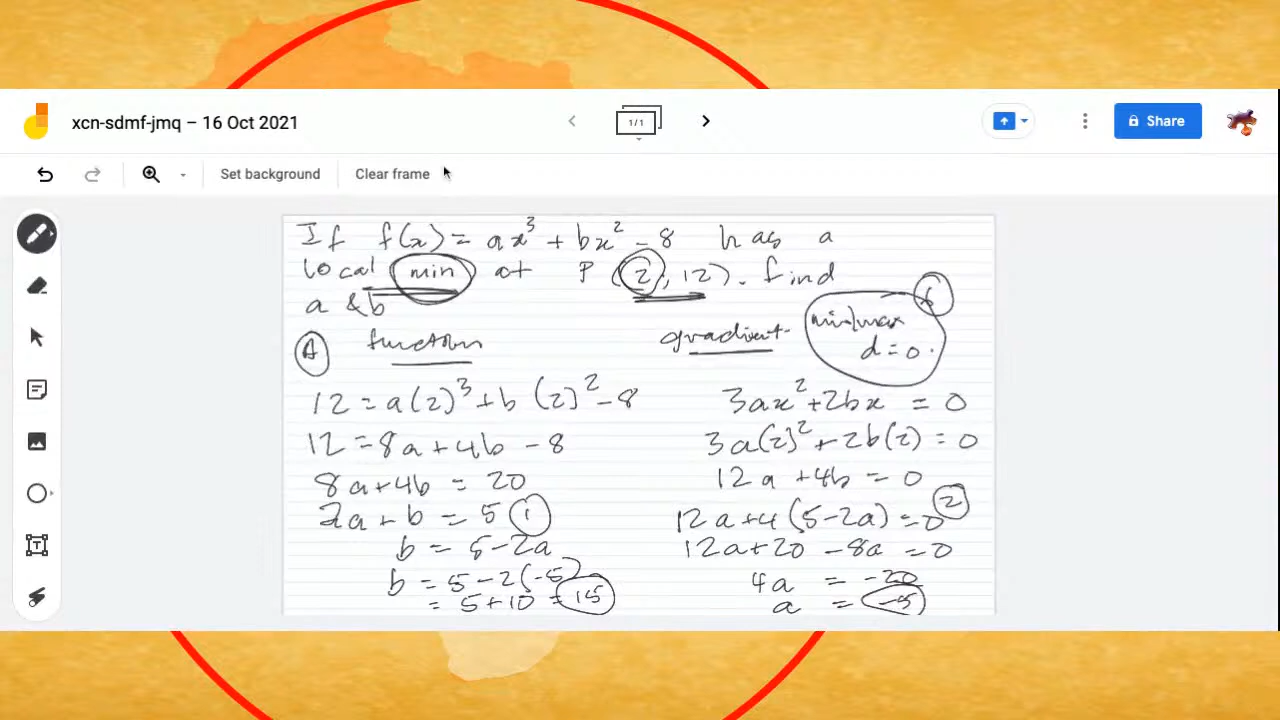 xcn-sdmf-jmq – 16 Oct 2021
1/1
Share
Set background
Clear frame
If f(x) = ax³ + bx² - 8 has a
local min at P (2, 12). find
a & b
A function
gradient
min/max
d = 0.
12 = a(2)³ + b (2)² - 8
12 = 8a + 4b - 8
8a + 4b = 20
2a + b = 5 1
b = 5 - 2a
b = 5 - 2(-5)
= 5 + 10 = 15
3ax² + 2bx = 0
3a(2)² + 2b(2) = 0
12a + 4b = 0
2
12a + 4(5 - 2a) = 0
12a + 20 - 8a = 0
4a = -20
a = -5